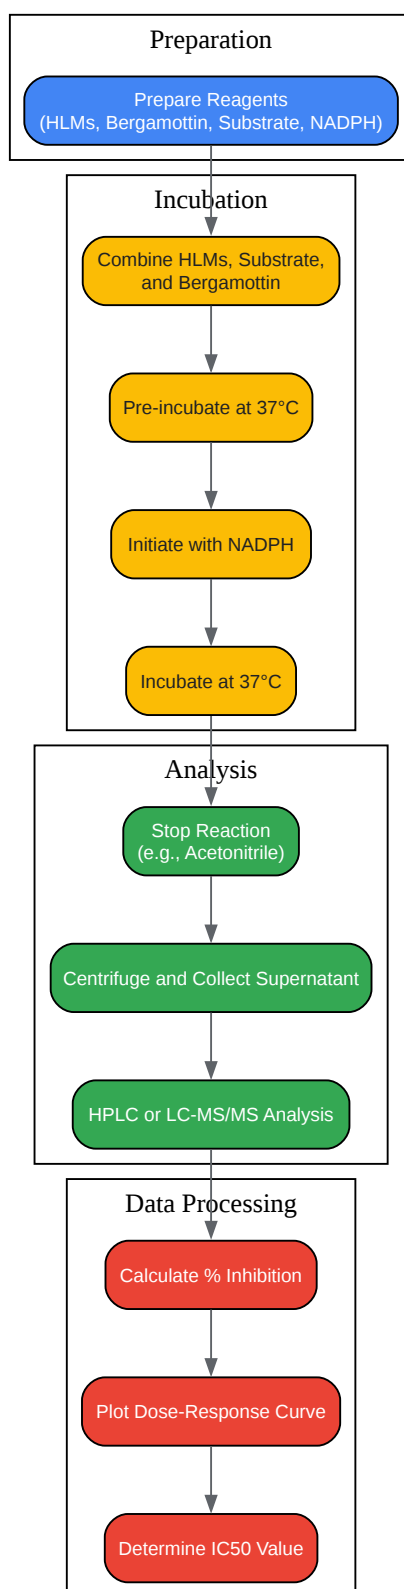 Preparation
Prepare Reagents
(HLMs, Bergamottin, Substrate, NADPH)
Incubation
Combine HLMs, Substrate,
and Bergamottin
Pre-incubate at 37°C
Initiate with NADPH
Incubate at 37°C
Analysis
Stop Reaction
(e.g., Acetonitrile)
Centrifuge and Collect Supernatant
HPLC or LC-MS/MS Analysis
Data Processing
Calculate % Inhibition
Plot Dose-Response Curve
Determine IC50 Value